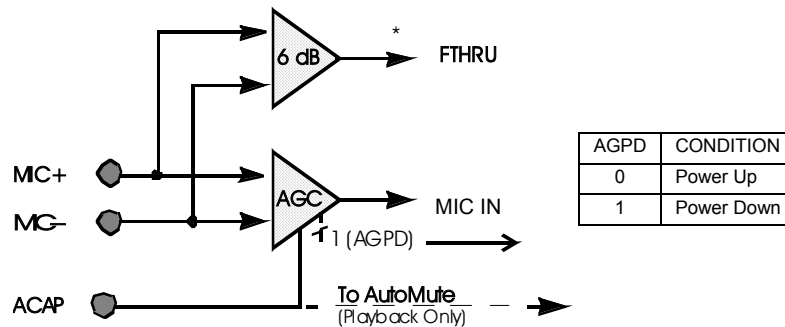 *
6 dB
FTHRU
MIC+
MC–
AGC
MIC IN
1 (AGPD)
ACAP
To AutoMute
(Playback Only)
AGPD CONDITION
0 Power Up
1 Power Down